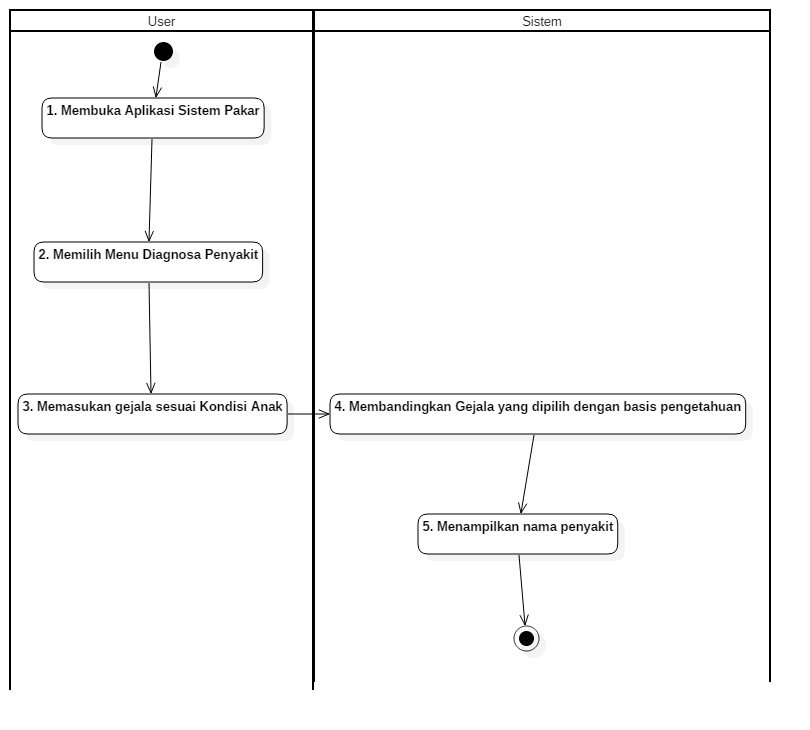 User
Sistem
1. Membuka Aplikasi Sistem Pakar
2. Memilih Menu Diagnosa Penyakit
3. Memasukan gejala sesuai Kondisi Anak
4. Membandingkan Gejala yang dipilih dengan basis pengetahuan
5. Menampilkan nama penyakit